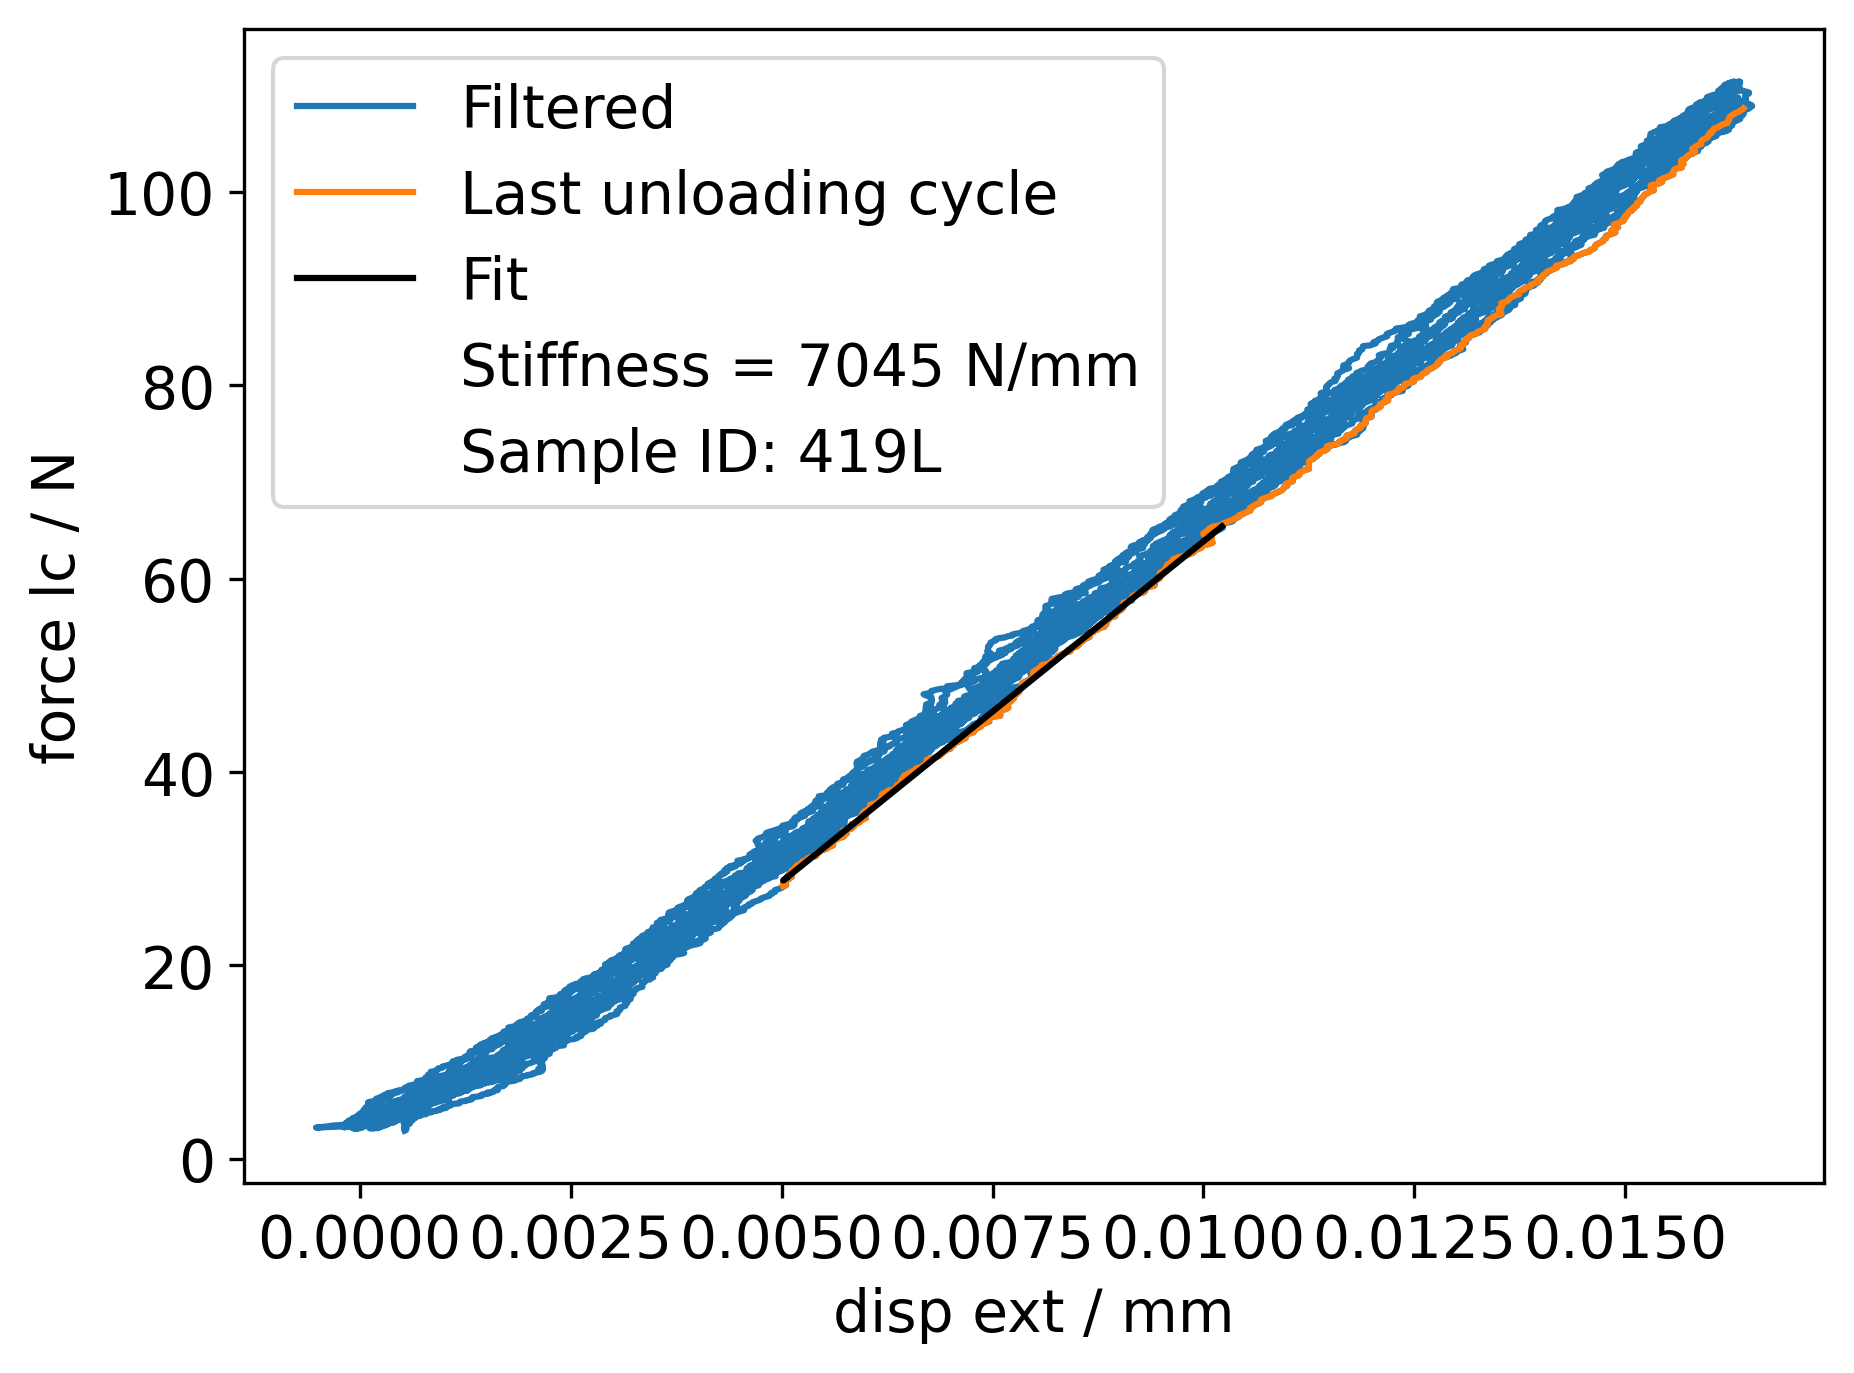 Filtered
Last unloading cycle
Fit
Stiffness = 7045 N/mm
Sample ID: 419L
force lc / N
100
80
60
40
20
0
0.0000 0.0025 0.0050 0.0075 0.0100 0.0125 0.0150
disp ext / mm